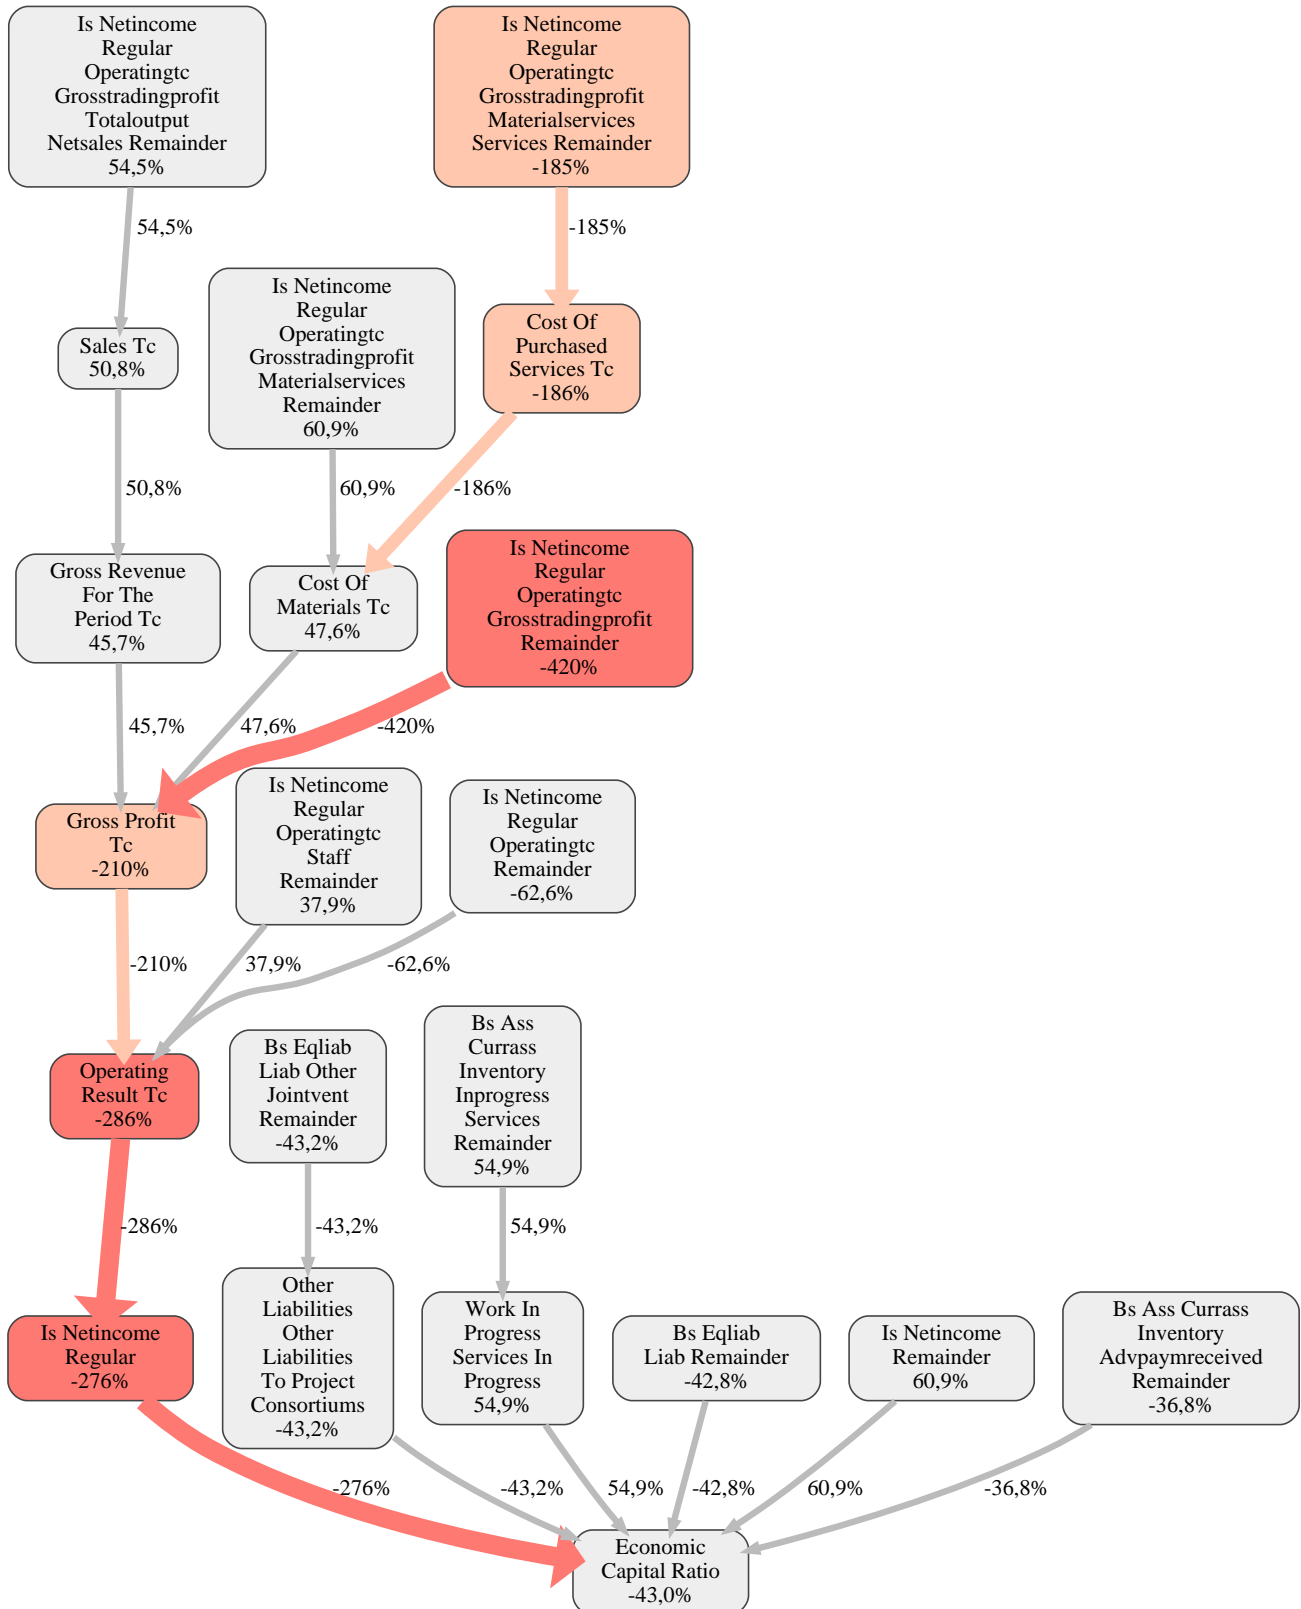 Is Netincome
Regular
Operatingtc
Grosstradingprofit
Totaloutput
Netsales Remainder
54,5%
Is Netincome
Regular
Operatingtc
Grosstradingprofit
Materialservices
Services Remainder
-185%
54,5%
-185%
Is Netincome
Regular
Operatingtc
Grosstradingprofit
Materialservices
Remainder
60,9%
Cost Of
Purchased
Services Tc
-186%
Sales Tc
50,8%
50,8%
60,9%
-186%
Gross Revenue
For The
Period Tc
45,7%
Cost Of
Materials Tc
47,6%
Is Netincome
Regular
Operatingtc
Grosstradingprofit
Remainder
-420%
45,7%
47,6%
-420%
Gross Profit
Tc
-210%
Is Netincome
Regular
Operatingtc
Staff
Remainder
37,9%
Is Netincome
Regular
Operatingtc
Remainder
-62,6%
-210%
37,9%
-62,6%
Operating
Result Tc
-286%
Bs Eqliab
Liab Other
Jointvent
Remainder
-43,2%
Bs Ass
Currass
Inventory
Inprogress
Services
Remainder
54,9%
-286%
-43,2%
54,9%
Is Netincome
Regular
-276%
Other
Liabilities
Other
Liabilities
To Project
Consortiums
-43,2%
Work In
Progress
Services In
Progress
54,9%
Bs Eqliab
Liab Remainder
-42,8%
Is Netincome
Remainder
60,9%
Bs Ass Currass
Inventory
Advpaymreceived
Remainder
-36,8%
-276%
-43,2%
54,9%
-42,8%
60,9%
-36,8%
Economic
Capital Ratio
-43,0%